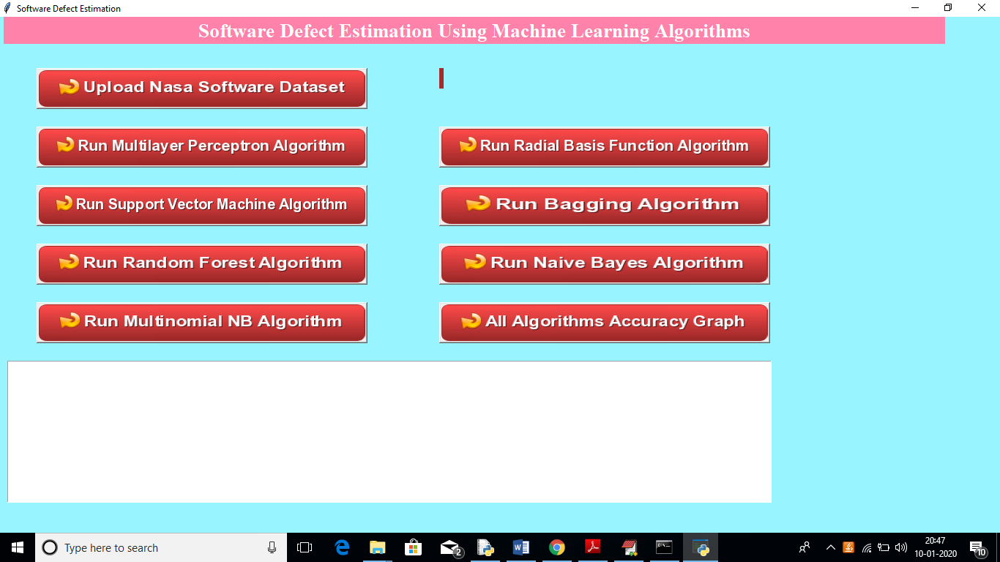 Software Defect Estimation
Software Defect Estimation Using Machine Learning Algorithms
Upload Nasa Software Dataset
Run Multilayer Perceptron Algorithm
Run Radial Basis Function Algorithm
Run Support Vector Machine Algorithm
Run Bagging Algorithm
Run Random Forest Algorithm
Run Naive Bayes Algorithm
Run Multinomial NB Algorithm
All Algorithms Accuracy Graph
Type here to search
2
20:47
10-01-2020
10